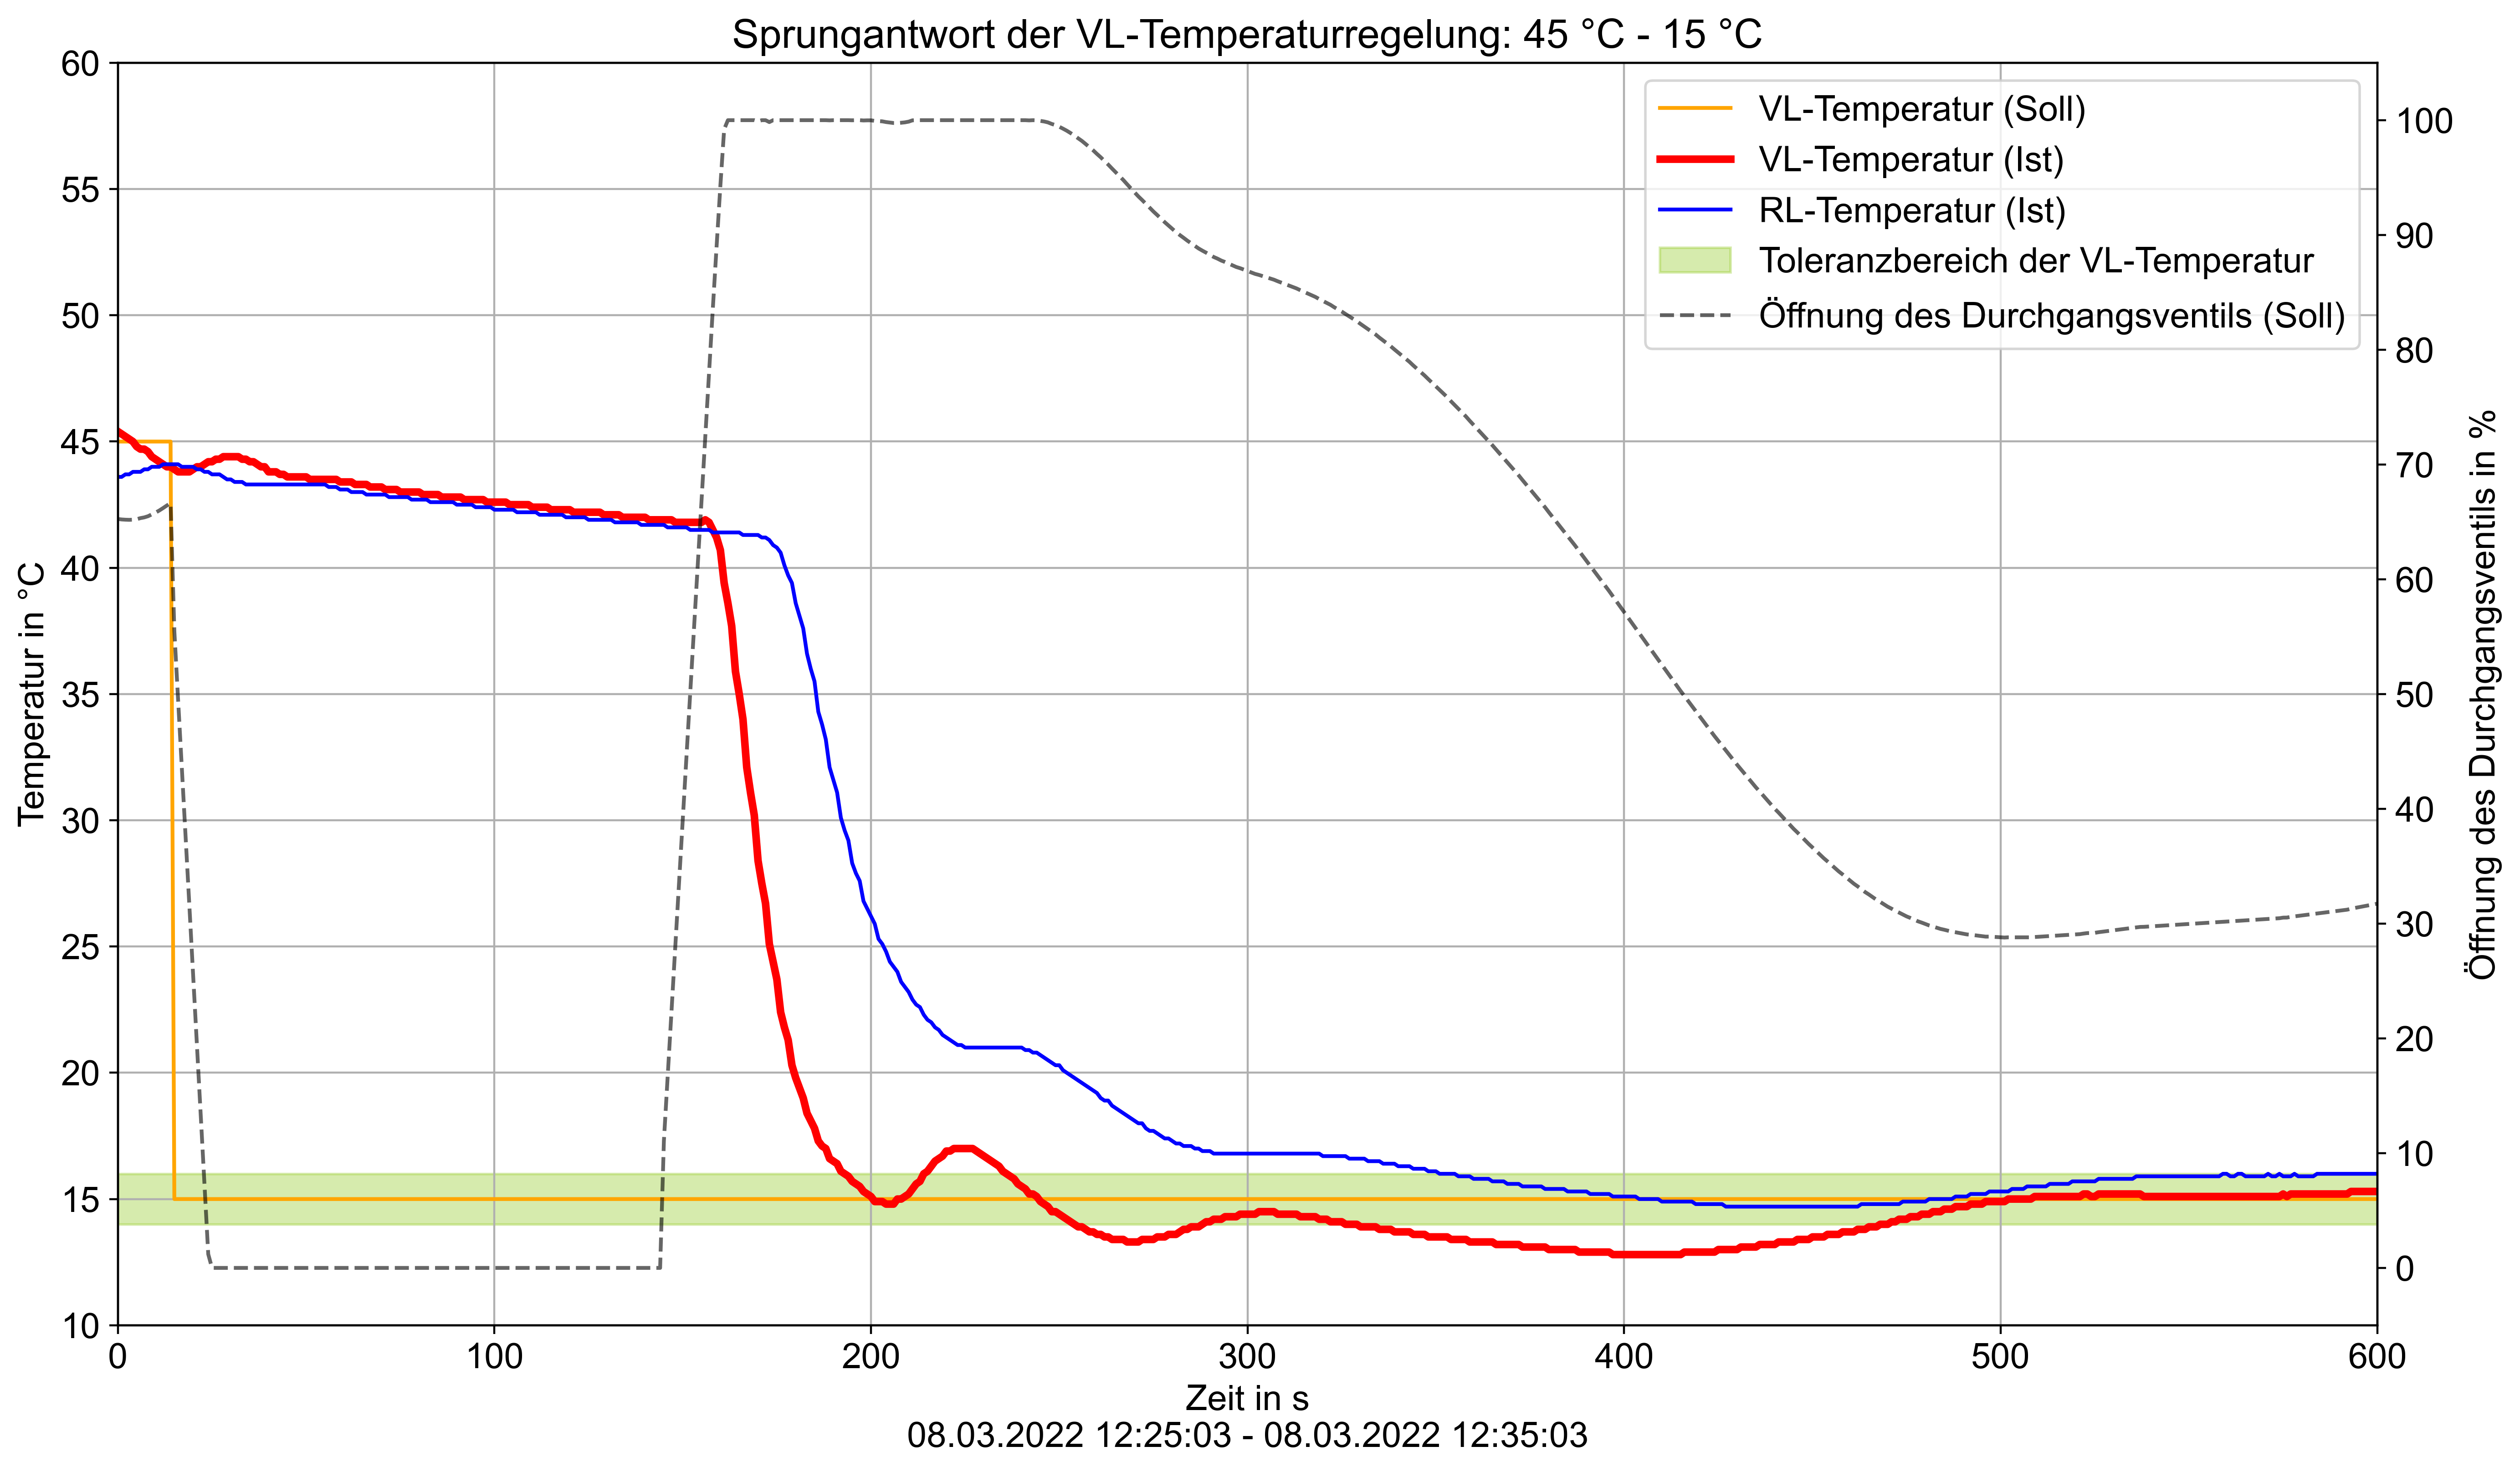 Sprungantwort der VL-Temperaturregelung: 45 °C - 15 °C
VL-Temperatur (Soll)
VL-Temperatur (Ist)
RL-Temperatur (Ist)
Toleranzbereich der VL-Temperatur
Öffnung des Durchgangsventils (Soll)
Temperatur in °C
60
55
50
45
40
35
30
25
20
15
10
Öffnung des Durchgangsventils in %
100
90
80
70
60
50
40
30
20
10
0
0 100 200 300 400 500 600
Zeit in s
08.03.2022 12:25:03 - 08.03.2022 12:35:03